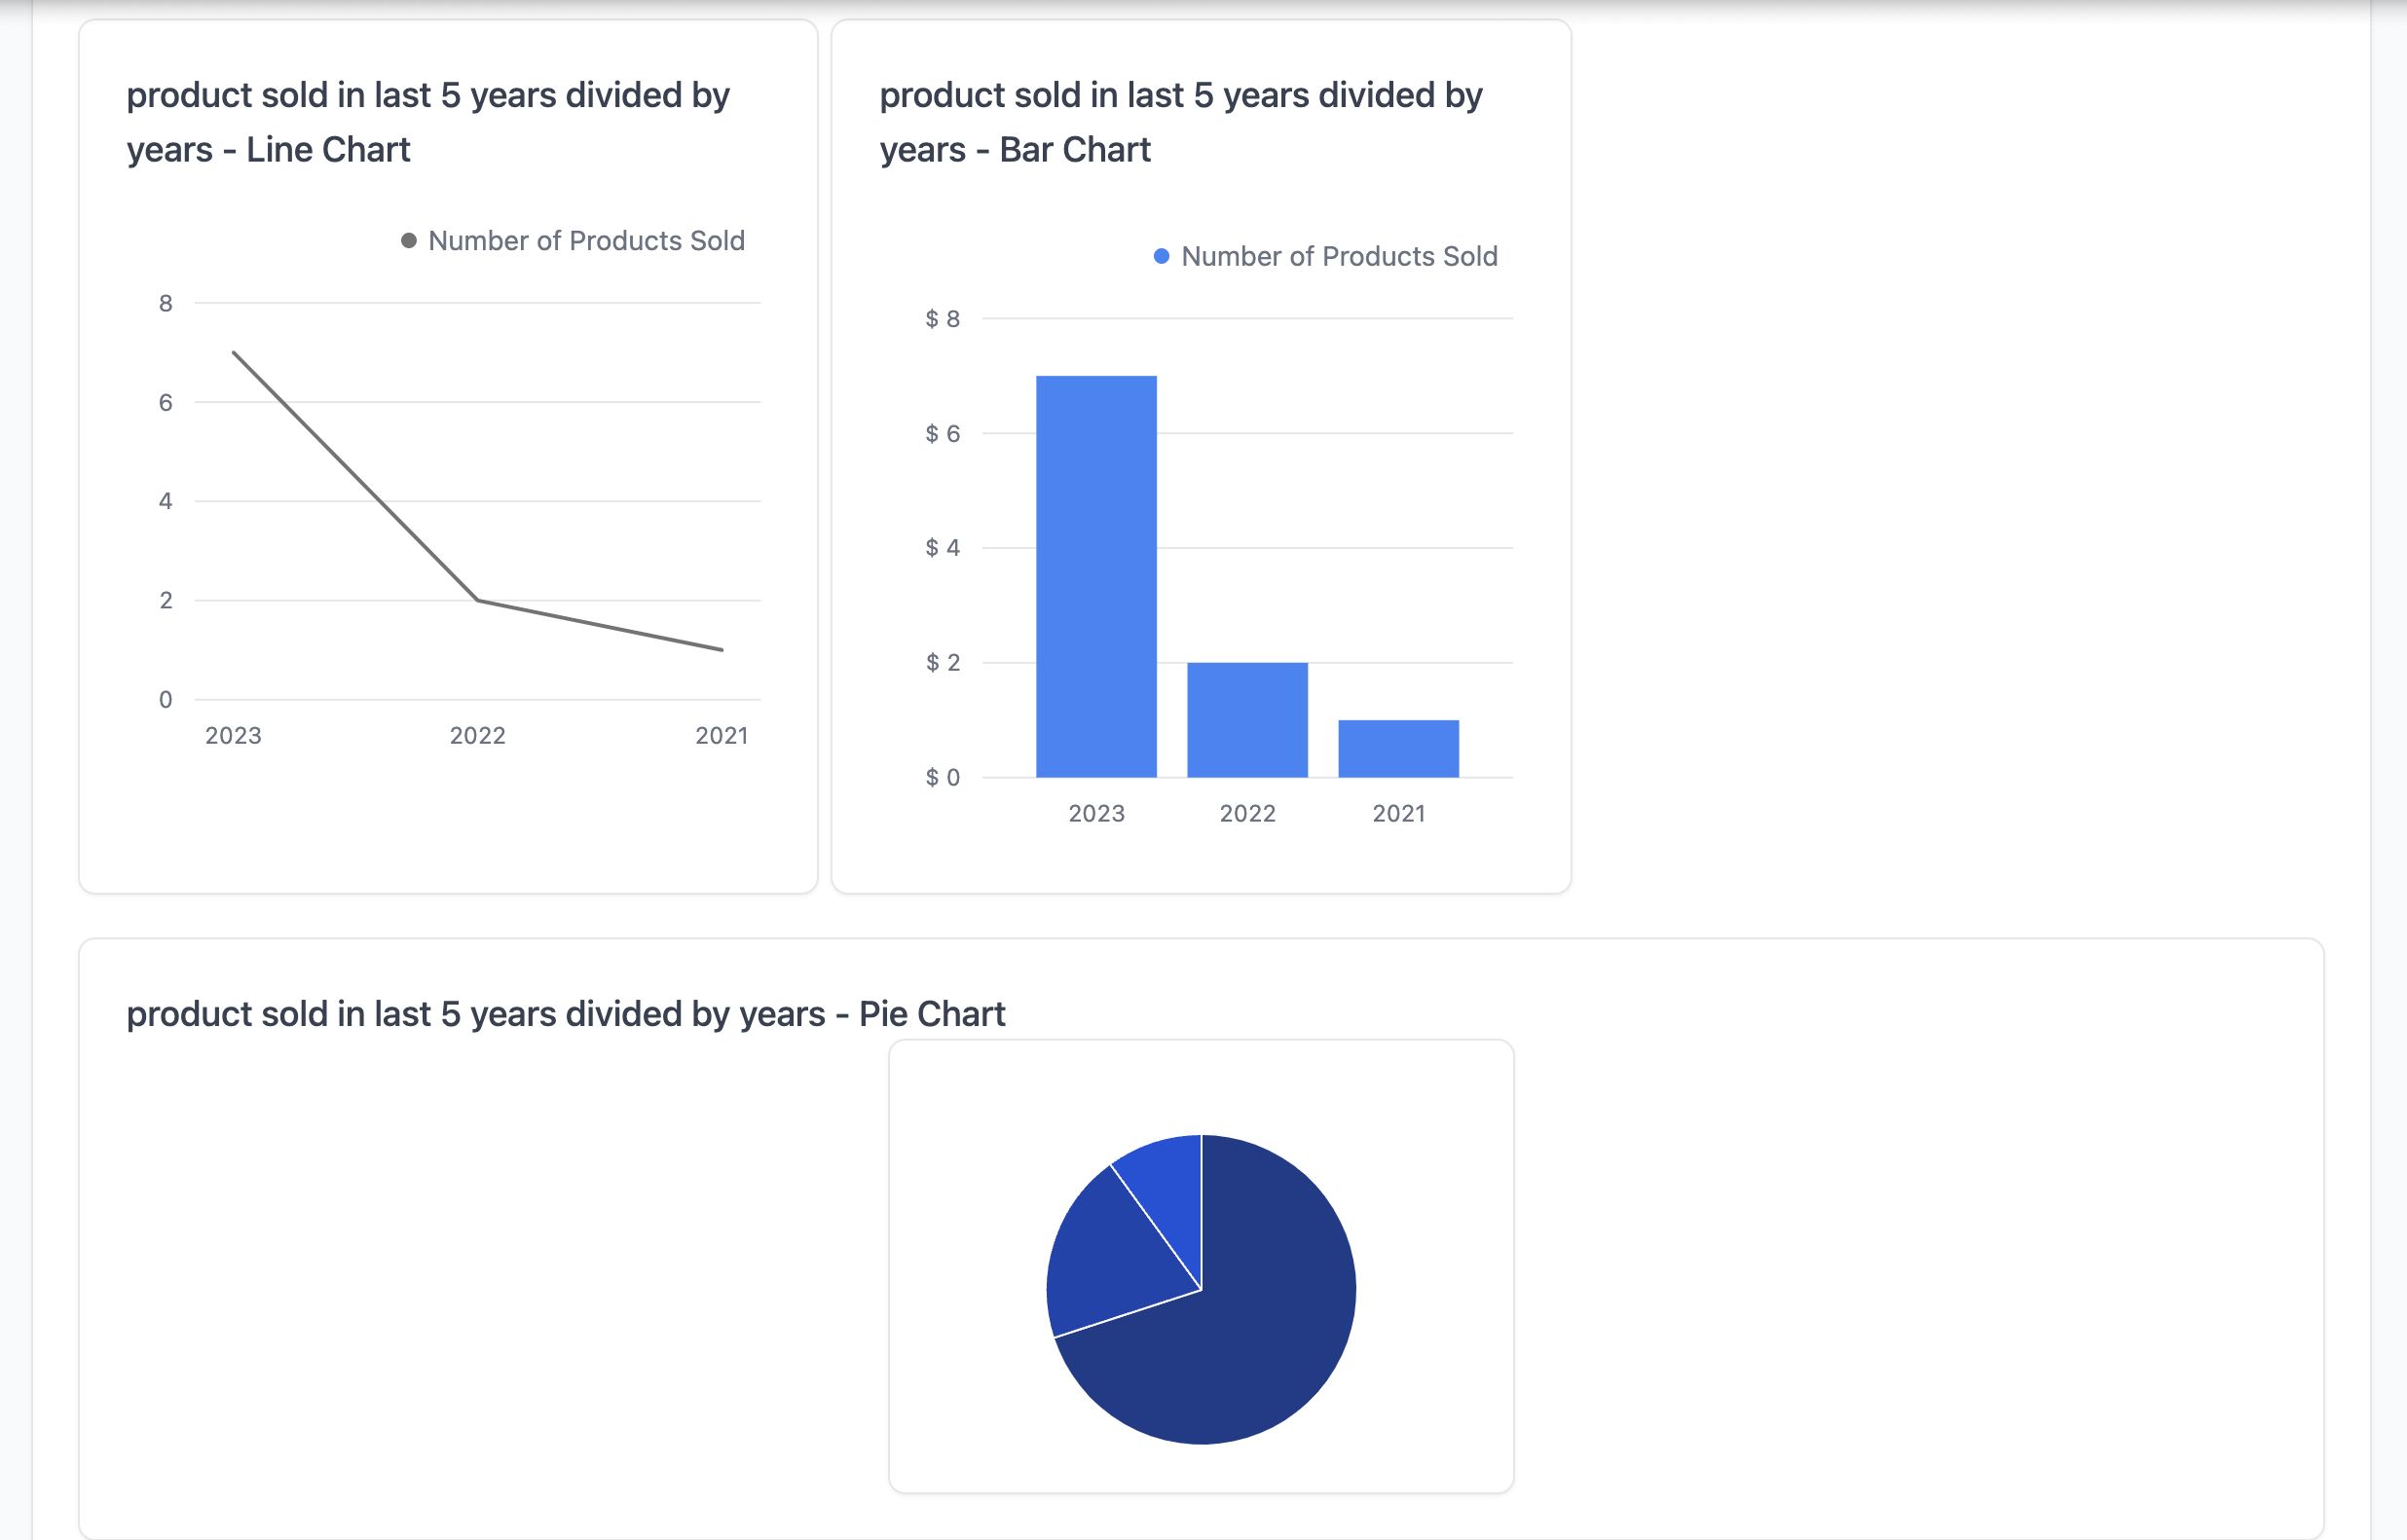 product sold in last 5 years divided by
years - Line Chart
Number of Products Sold
8
6
4
2
0
2023 2022 2021
product sold in last 5 years divided by
years - Bar Chart
Number of Products Sold
$ 8
$ 6
$ 4
$ 2
$ 0
2023 2022 2021
product sold in last 5 years divided by years - Pie Chart